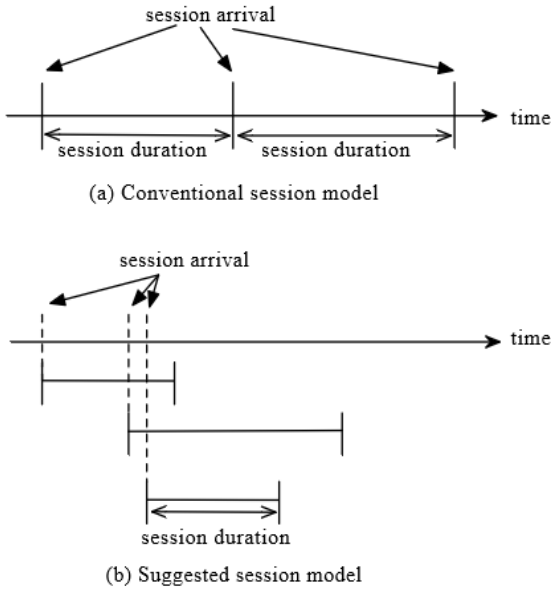 session arrival
time
session duration
session duration
(a) Conventional session model
session arrival
time
session duration
(b) Suggested session model